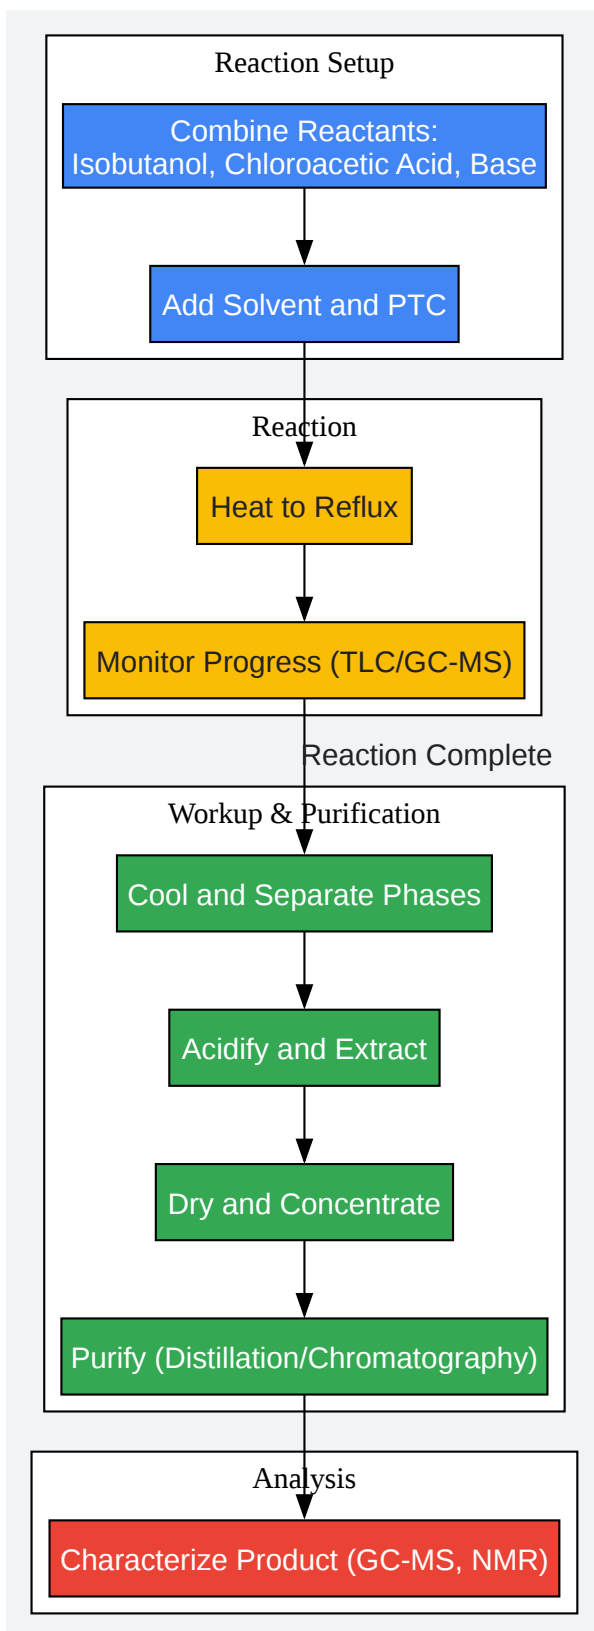 Reaction Setup
Combine Reactants:
Isobutanol, Chloroacetic Acid, Base
Add Solvent and PTC
Reaction
Heat to Reflux
Monitor Progress (TLC/GC-MS)
Reaction Complete
Workup & Purification
Cool and Separate Phases
Acidify and Extract
Dry and Concentrate
Purify (Distillation/Chromatography)
Analysis
Characterize Product (GC-MS, NMR)